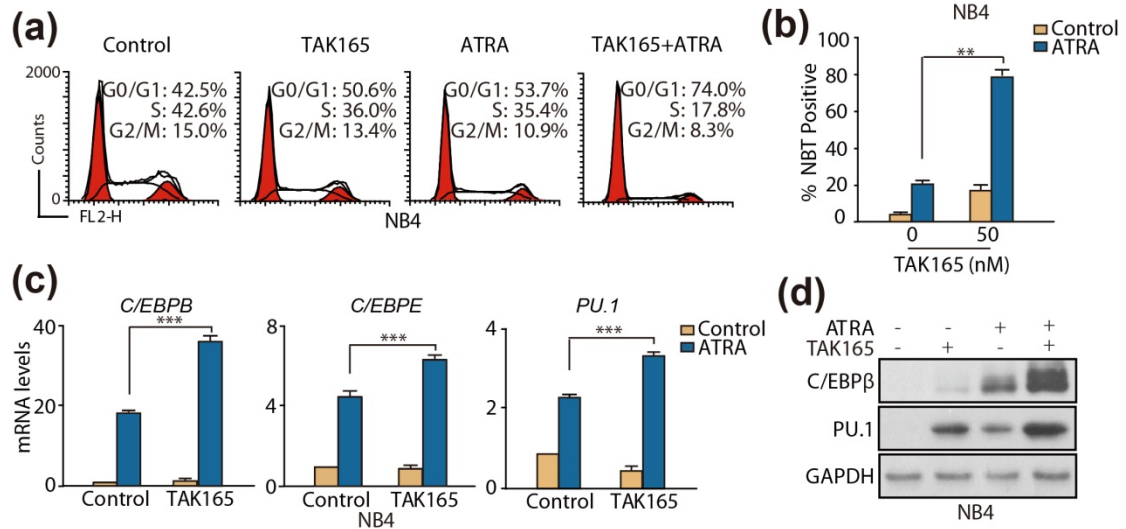 (a)
Control
TAK165
ATRA
TAK165+ATRA
2000
Counts
0
FL2-H
G0/G1: 42.5%
S: 42.6%
G2/M: 15.0%
G0/G1: 50.6%
S: 36.0%
G2/M: 13.4%
G0/G1: 53.7%
S: 35.4%
G2/M: 10.9%
G0/G1: 74.0%
S: 17.8%
G2/M: 8.3%
NB4
(b)
NB4
Control
ATRA
% NBT Positive
100
80
60
40
20
0
**
0 50
TAK165 (nM)
(c)
C/EBPB
mRNA levels
40
20
0
***
Control TAK165
C/EBPE
8
4
0
***
Control TAK165
NB4
PU.1
4
2
0
***
Control TAK165
Control
ATRA
(d)
ATRA - - + +
TAK165 - + - +
C/EBPβ
PU.1
GAPDH
NB4